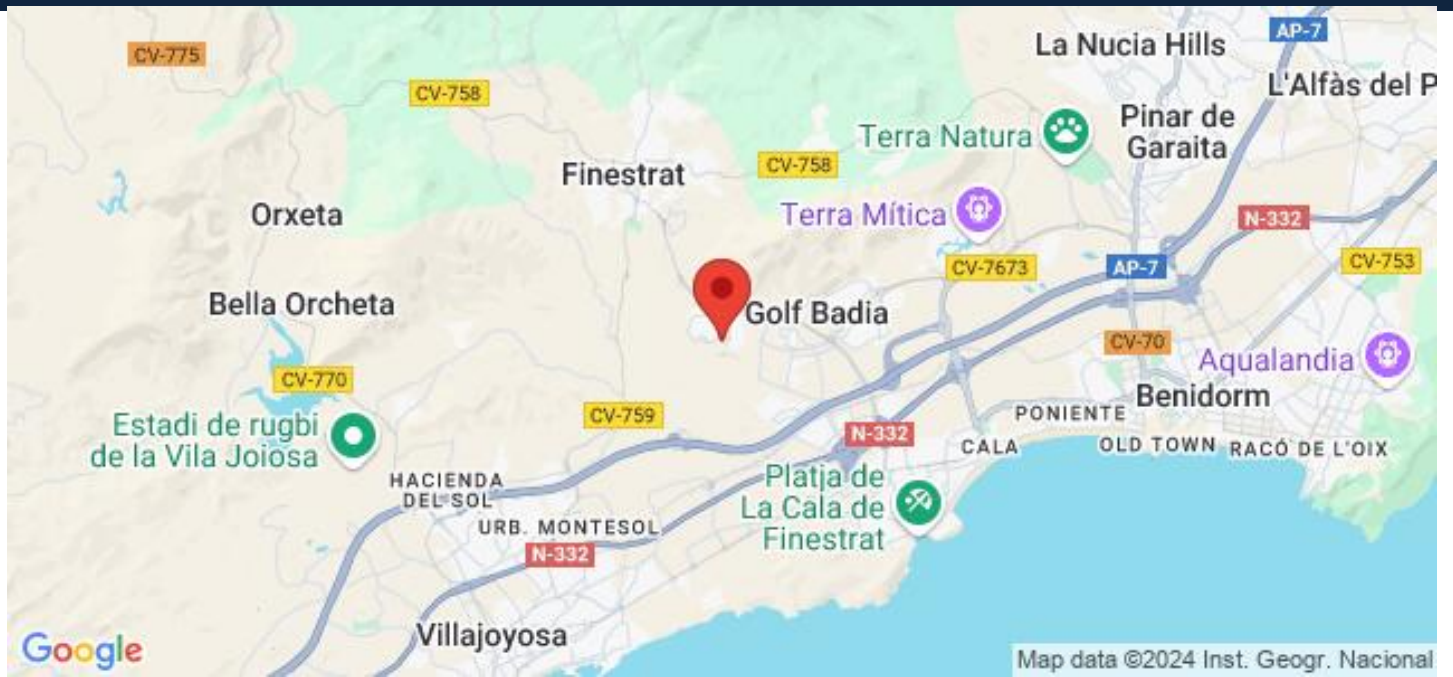 CV-775
CV-758
La Nucia Hills
AP-7
L'Alfàs del P
Terra Natura
Pinar de
Garaita
Finestrat
CV-758
Orxeta
Terra Mítica
N-332
CV-7673
AP-7
CV-753
Bella Orcheta
Golf Badia
CV-70
Aqualandia
CV-770
Benidorm
CV-759
PONIENTE
Estadi de rugbi
de la Vila Joiosa
N-332
CALA
OLD TOWN
RACÓ DE L'OIX
HACIENDA
DEL SOL
Platja de
La Cala de
Finestrat
URB. MONTESOL
N-332
Villajoyosa
Google
Map data ©2024 Inst. Geogr. Nacional